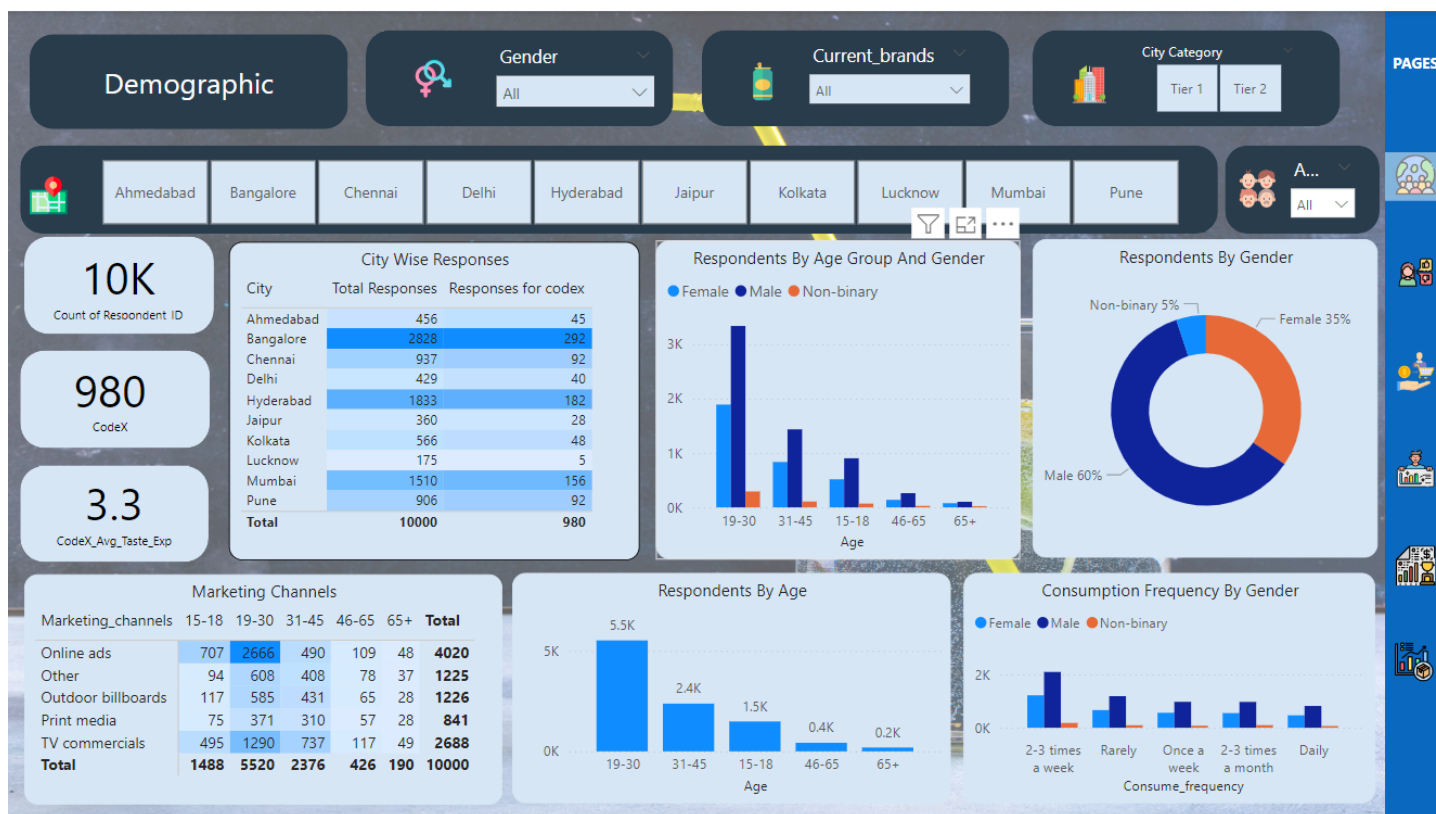 Demographic
Gender
All
Current_brands
All
City Category
Tier 1 Tier 2
PAGES
Ahmedabad Bangalore Chennai Delhi Hyderabad Jaipur Kolkata Lucknow Mumbai Pune
A...
All
10K
Count of Resoondent ID
980
CodeX
3.3
CodeX_Avg_Taste_Exp
City Wise Responses
City Total Responses Responses for codex
Ahmedabad 456 45
Bangalore 2828 292
Chennai 937 92
Delhi 429 40
Hyderabad 1833 182
Jaipur 360 28
Kolkata 566 48
Lucknow 175 5
Mumbai 1510 156
Pune 906 92
Total 10000 980
Respondents By Age Group And Gender
Female Male Non-binary
3K
2K
1K
0K
19-30 31-45 15-18 46-65 65+
Age
Respondents By Gender
Non-binary 5%
Female 35%
Male 60%
Marketing Channels
Marketing_channels 15-18 19-30 31-45 46-65 65+ Total
Online ads 707 2666 490 109 48 4020
Other 94 608 408 78 37 1225
Outdoor billboards 117 585 431 65 28 1226
Print media 75 371 310 57 28 841
TV commercials 495 1290 737 117 49 2688
Total 1488 5520 2376 426 190 10000
Respondents By Age
5K
0K
5.5K
2.4K
1.5K
0.4K
0.2K
19-30 31-45 15-18 46-65 65+
Age
Consumption Frequency By Gender
Female Male Non-binary
2K
0K
2-3 times a week
Rarely
Once a week
2-3 times a month
Daily
Consume_frequency